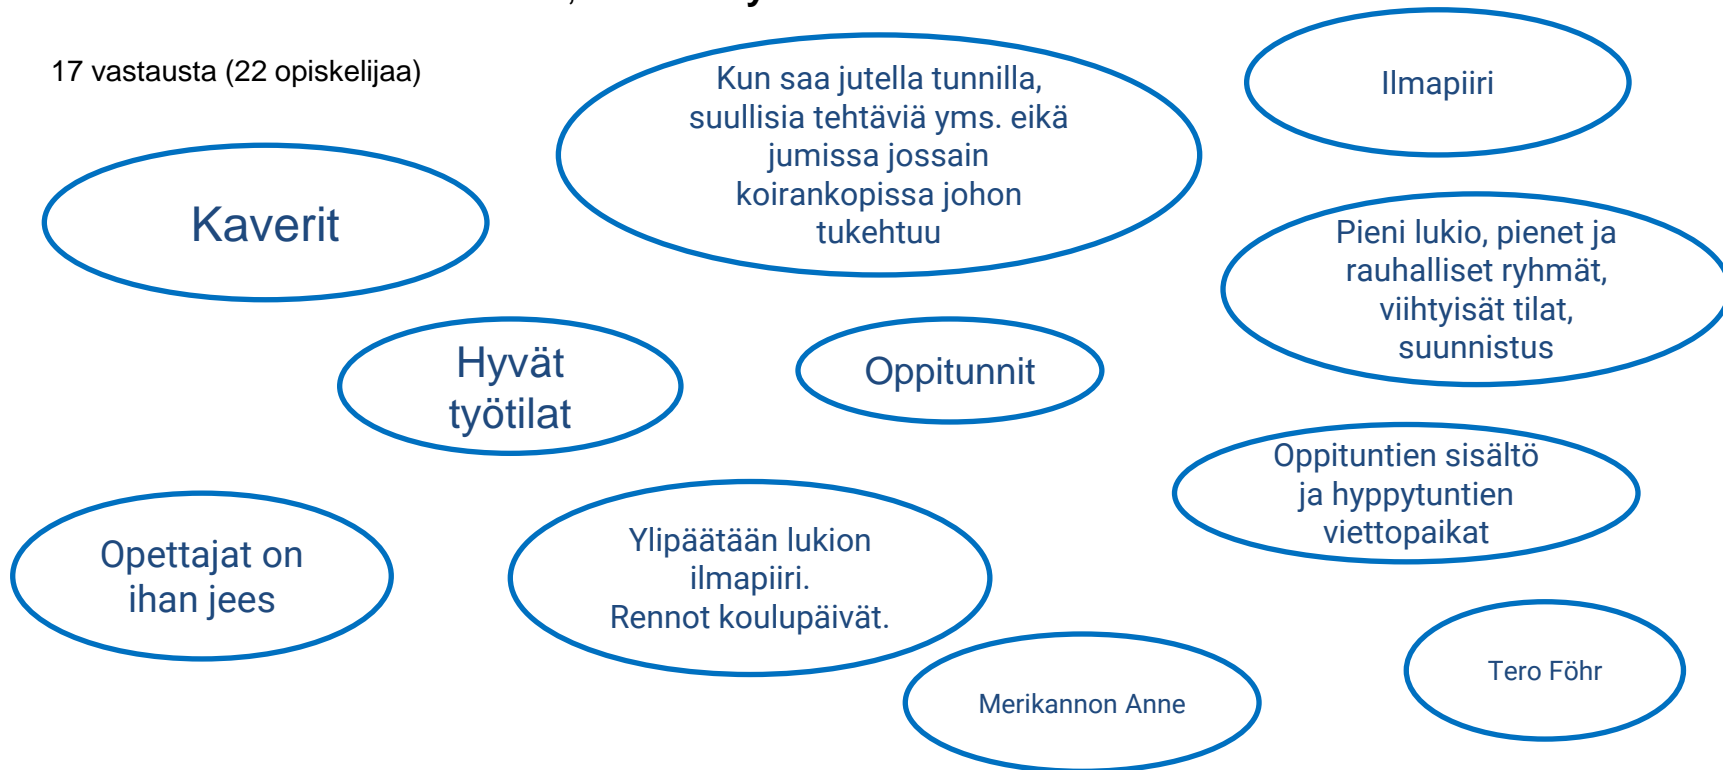 17 vastausta (22 opiskelijaa)
Kun saa jutella tunnilla,
suullisia tehtäviä yms. eikä
jumissa jossain
koirankopissa johon
tukehtuu
Ilmapiiri
Kaverit
Pieni lukio, pienet ja
rauhalliset ryhmät,
viihtyisät tilat,
suunnistus
Hyvät
työtilat
Oppitunnit
Oppituntien sisältö
ja hyppytuntien
viettopaikat
Opettajat on
ihan jees
Ylipäätään lukion
ilmapiiri.
Rennot koulupäivät.
Merikannon Anne
Tero Föhr